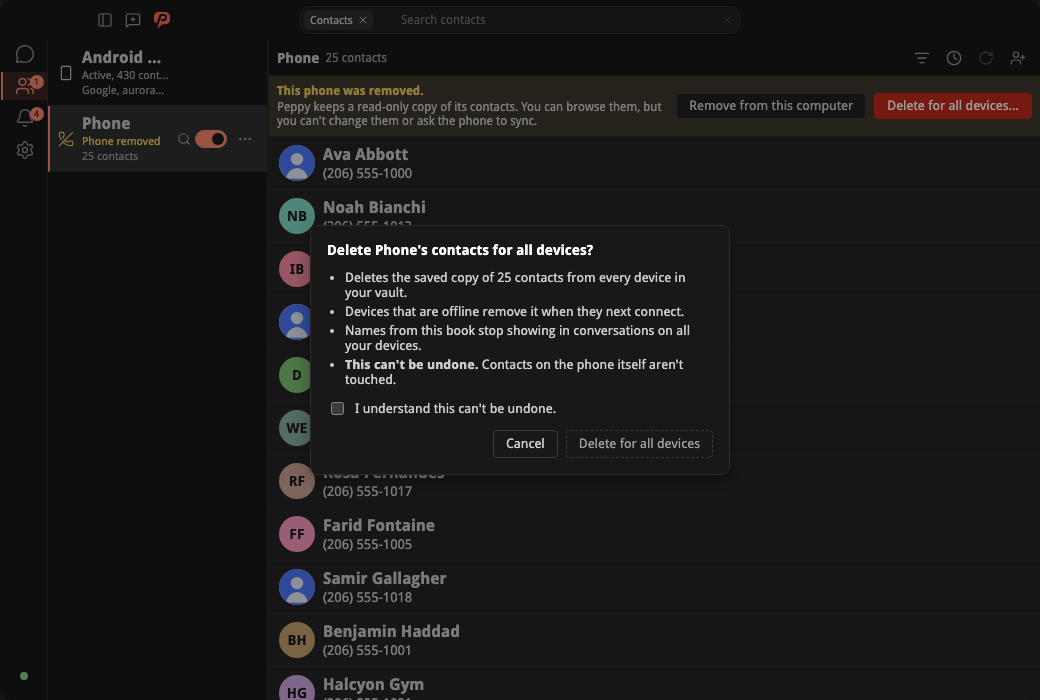 Contacts
Search contacts
Android ...
Active, 430 cont...
Google, aurora...
1
4
Phone
Phone removed
25 contacts
Phone 25 contacts
This phone was removed.
Peppy keeps a read-only copy of its contacts. You can browse them, but
you can't change them or ask the phone to sync.
Remove from this computer
Delete for all devices...
Ava Abbott
(206) 555-1000
NB
Noah Bianchi
IB
Delete Phone's contacts for all devices?
• Deletes the saved copy of 25 contacts from every device in
your vault.
• Devices that are offline remove it when they next connect.
• Names from this book stop showing in conversations on all
your devices.
• This can't be undone. Contacts on the phone itself aren't
touched.
I understand this can't be undone.
Cancel
Delete for all devices
D
WE
RF
(206) 555-1017
FF
Farid Fontaine
(206) 555-1005
Samir Gallagher
(206) 555-1018
BH
Benjamin Haddad
(206) 555-1001
HG
Halcyon Gym